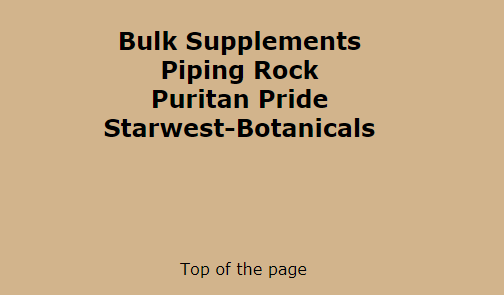 Bulk Supplements
Piping Rock
Puritan Pride
Starwest-Botanicals
Top of the page